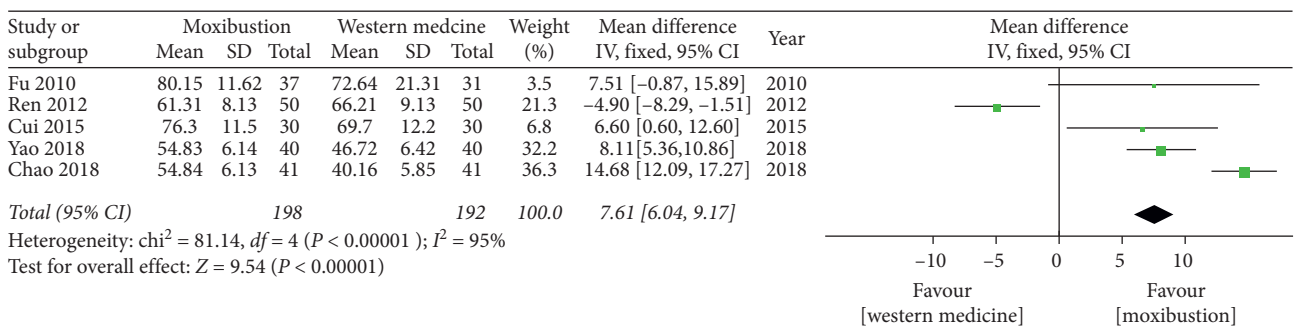 Study or subgroup Moxibustion Western medcine Weight (%) Mean difference IV, fixed, 95% CI Year Mean difference IV, fixed, 95% CI
Mean SD Total Mean SD Total
Fu 2010 80.15 11.62 37 72.64 21.31 31 3.5 7.51 [−0.87, 15.89] 2010
Ren 2012 61.31 8.13 50 66.21 9.13 50 21.3 −4.90 [−8.29, −1.51] 2012
Cui 2015 76.3 11.5 30 69.7 12.2 30 6.8 6.60 [0.60, 12.60] 2015
Yao 2018 54.83 6.14 40 46.72 6.42 40 32.2 8.11[5.36,10.86] 2018
Chao 2018 54.84 6.13 41 40.16 5.85 41 36.3 14.68 [12.09, 17.27] 2018
Total (95% CI) 198 192 100.0 7.61 [6.04, 9.17]
Heterogeneity: chi² = 81.14, df = 4 (P < 0.00001 ); I² = 95%
Test for overall effect: Z = 9.54 (P < 0.00001)
−10 −5 0 5 10
Favour [western medicine] Favour [moxibustion]